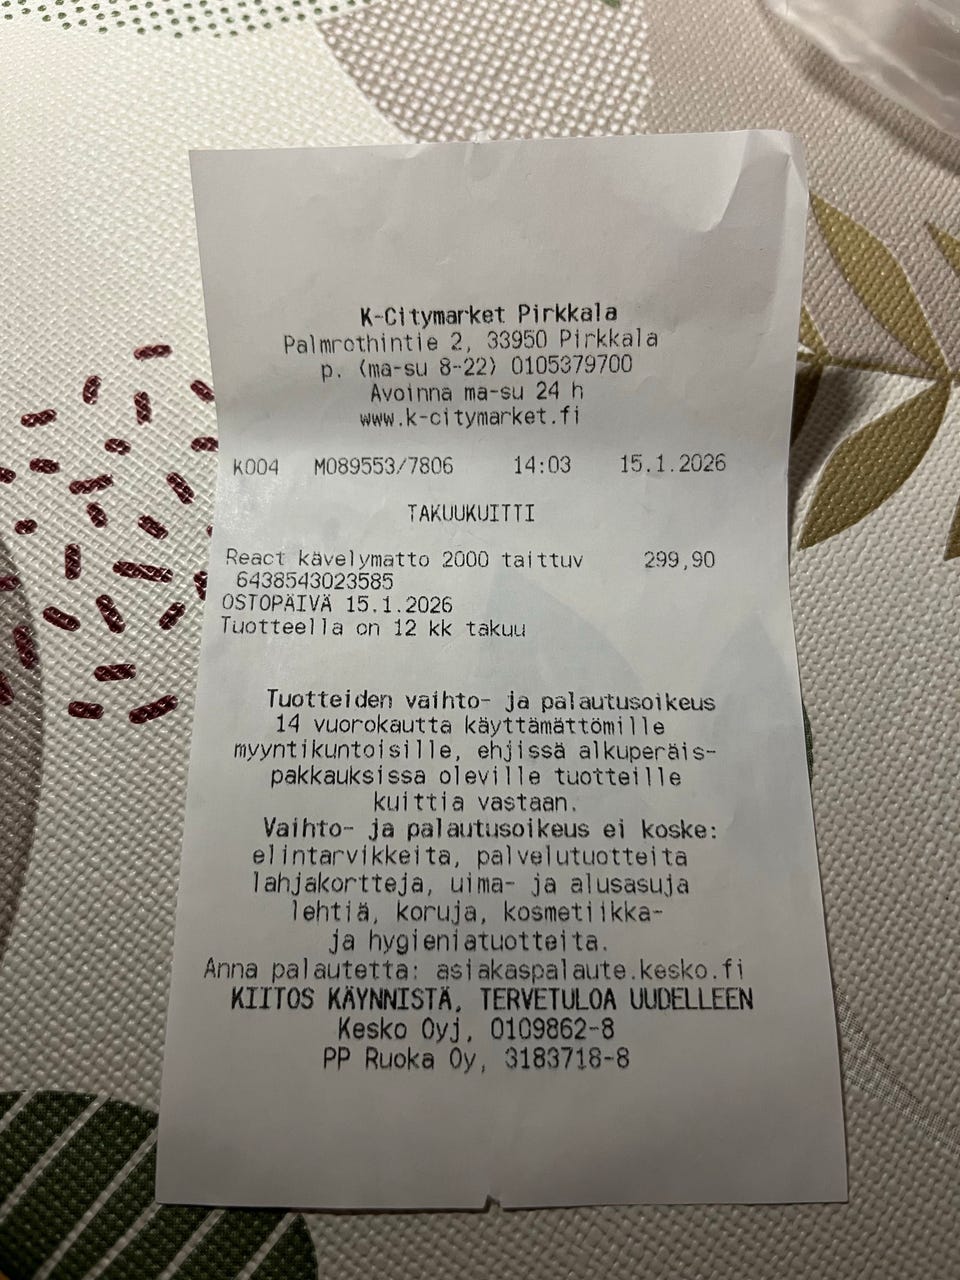 K-Citymarket Pirkkala
Palmrothintie 2, 33950 Pirkkala
p. (ma-su 8-22) 0105379700
Avoinna ma-su 24 h
www.k-citymarket.fi
K004 M089553/7806 14:03 15.1.2026
TAKUUKUITTI
React kävelymatto 2000 taittuv 299,90
6438543023585
OSTOPÄIVÄ 15.1.2026
Tuotteella on 12 kk takuu
Tuotteiden vaihto- ja palautusoikeus
14 vuorokautta käyttämättömille
myyntikuntoisille, ehjissä alkuperäis-
pakkauksissa oleville tuotteille
kuittia vastaan.
Vaihto- ja palautusoikeus ei koske:
elintarvikkeita, palvelutuotteita
lahjakortteja, uima- ja alusasuja
lehtiä, koruja, kosmetiikka-
ja hygieniatuotteita.
Anna palautetta: asiakaspalaute.kesko.fi
KIITOS KÄYNNISTÄ, TERVETULOA UUDELLEEN
Kesko Oyj, 0109862-8
PP Ruoka Oy, 3183718-8